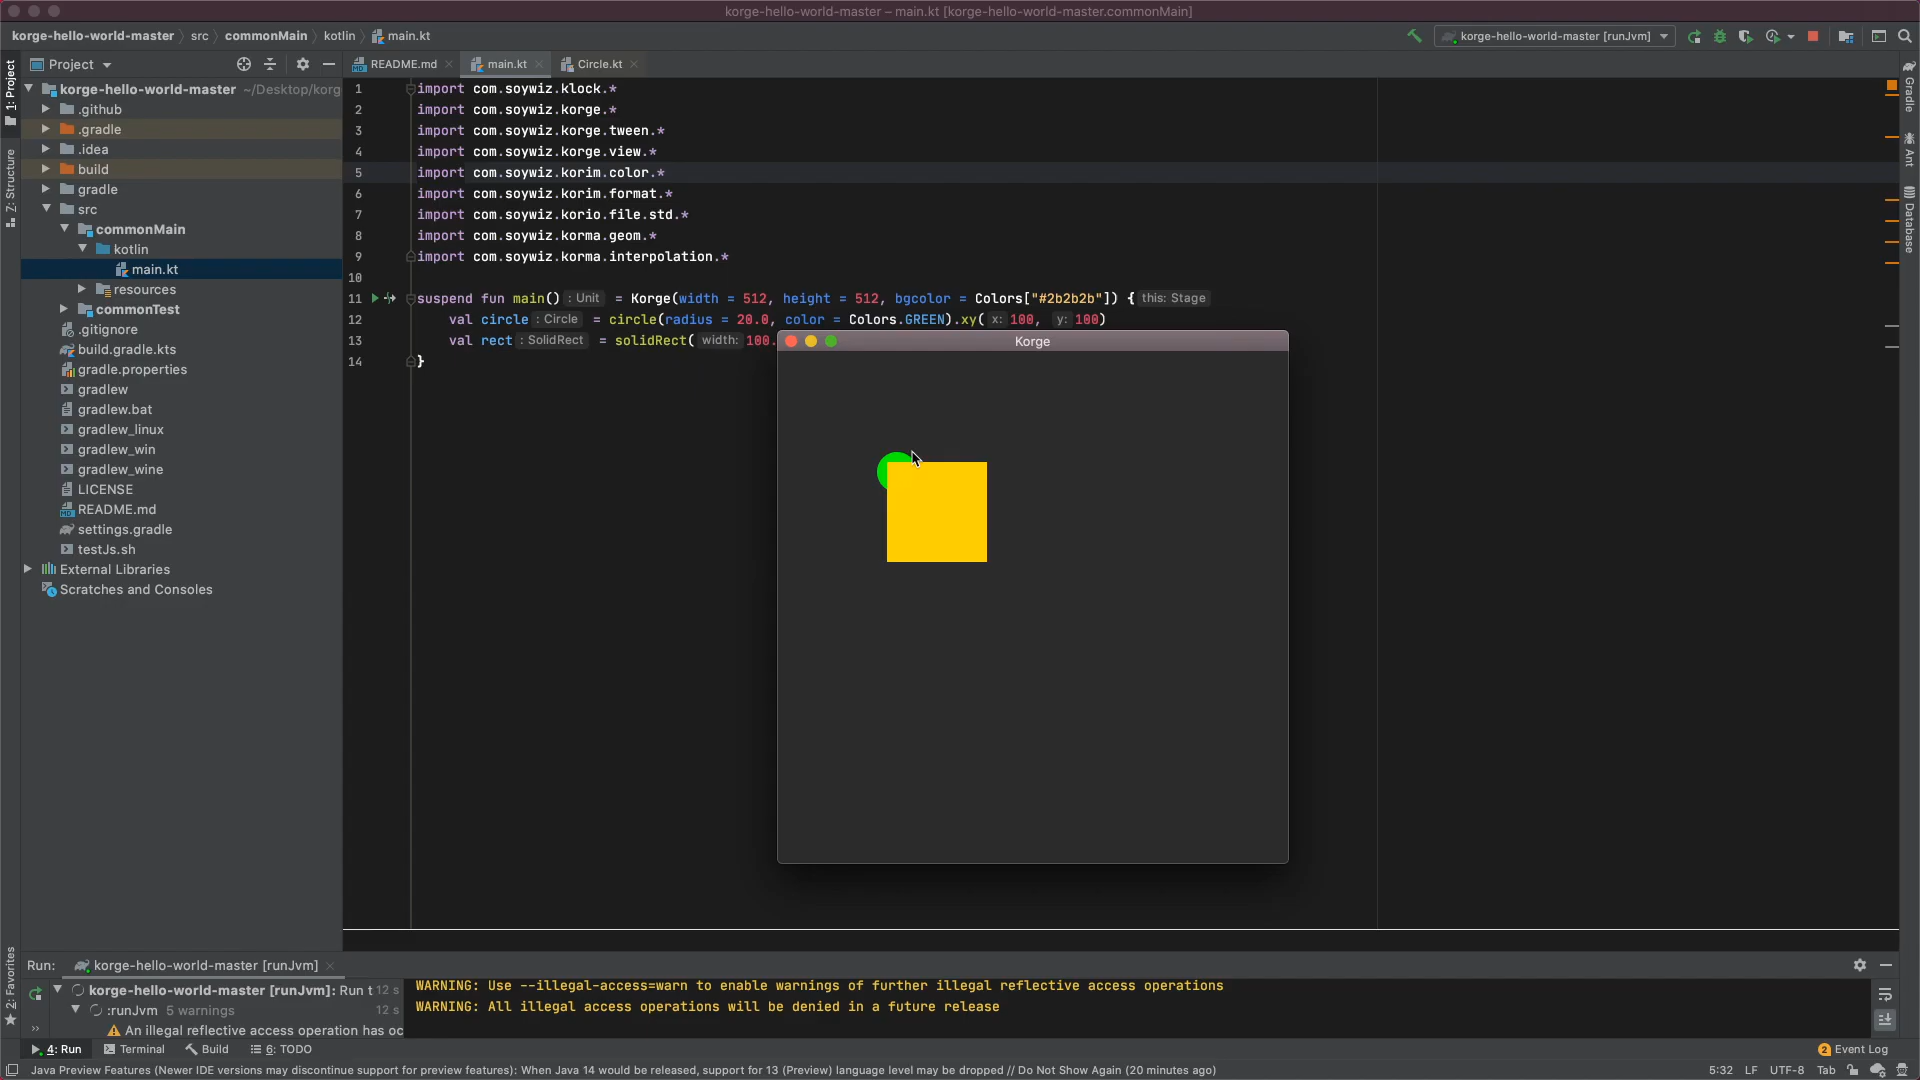 korge-hello-world-master – main.kt [korge-hello-world-master.commonMain]
korge-hello-world-master src commonMain kotlin main.kt
korge-hello-world-master [runJvm]
Project
README.md main.kt Circle.kt
korge-hello-world-master ~/Desktop/korg
.github
.gradle
.idea
build
gradle
src
commonMain
kotlin
main.kt
resources
commonTest
.gitignore
build.gradle.kts
gradle.properties
gradlew
gradlew.bat
gradlew_linux
gradlew_win
gradlew_wine
LICENSE
README.md
settings.gradle
testJs.sh
External Libraries
Scratches and Consoles
1 import com.soywiz.klock.*
2 import com.soywiz.korge.*
3 import com.soywiz.korge.tween.*
4 import com.soywiz.korge.view.*
5 import com.soywiz.korim.color.*
6 import com.soywiz.korim.format.*
7 import com.soywiz.korio.file.std.*
8 import com.soywiz.korma.geom.*
9 import com.soywiz.korma.interpolation.*
10
11 suspend fun main() : Unit = Korge(width = 512, height = 512, bgcolor = Colors["#2b2b2b"]) { this: Stage
12 val circle : Circle = circle(radius = 20.0, color = Colors.GREEN).xy( x: 100, y: 100)
13 val rect : SolidRect = solidRect( width: 100.
14 }
Korge
1: Project
Z: Structure
2: Favorites
Gradle
Ant
Database
Run: korge-hello-world-master [runJvm]
korge-hello-world-master [runJvm]: Run t 12 s
:runJvm 5 warnings 12 s
An illegal reflective access operation has oc
WARNING: Use --illegal-access=warn to enable warnings of further illegal reflective access operations
WARNING: All illegal access operations will be denied in a future release
4: Run Terminal Build 6: TODO
2 Event Log
Java Preview Features (Newer IDE versions may discontinue support for preview features): When Java 14 would be released, support for 13 (Preview) language level may be dropped // Do Not Show Again (20 minutes ago)
5:32 LF UTF-8 Tab